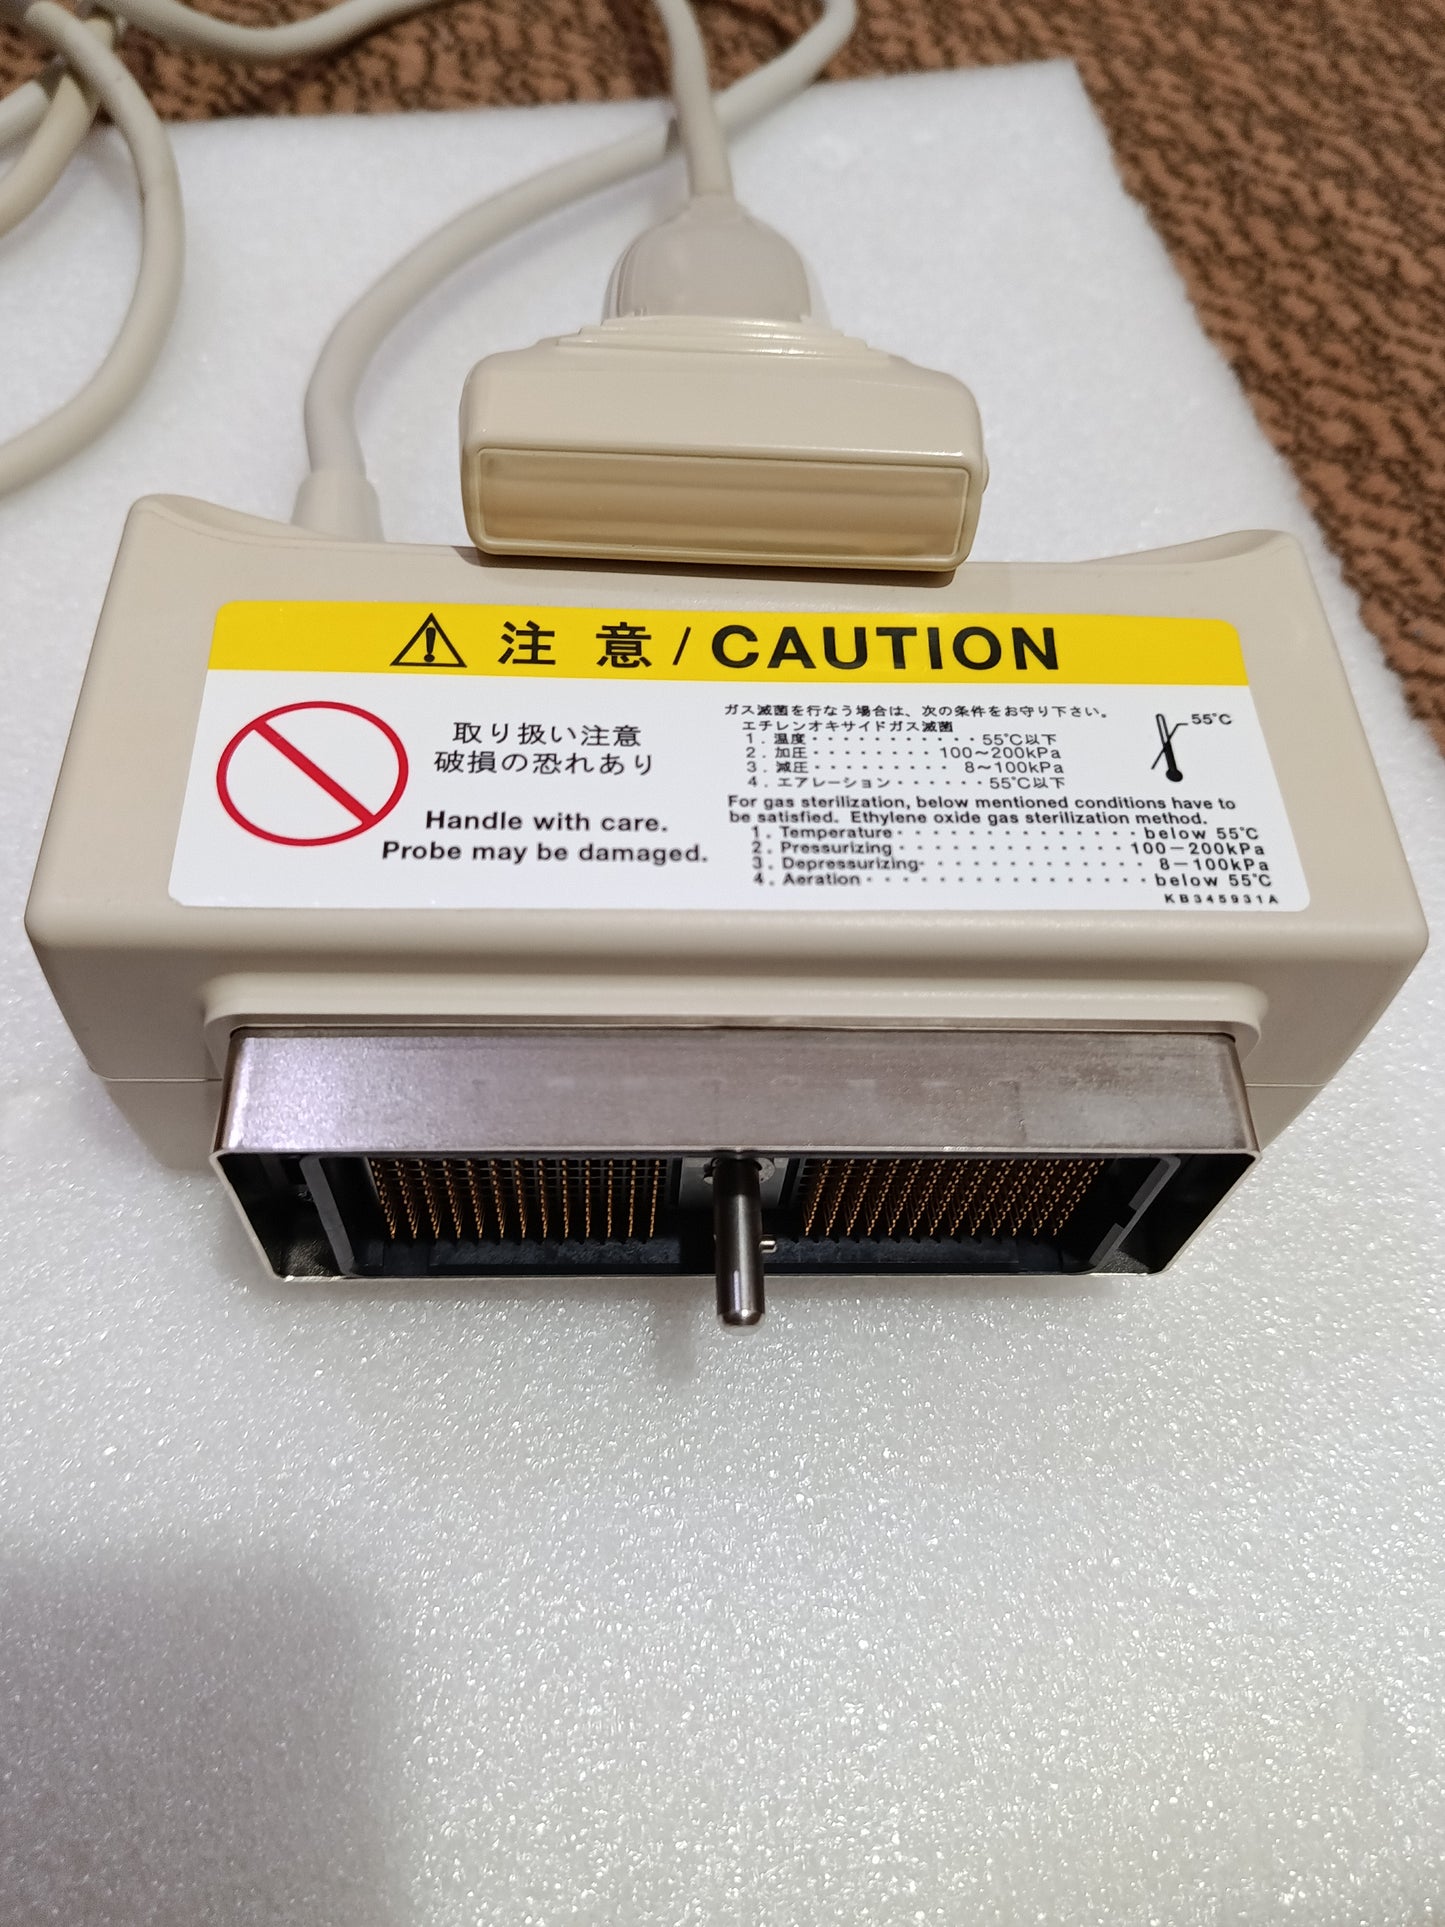 注意/CAUTION
取り扱い注意
破損の恐れあり
Handle with care.
Probe may be damaged.
ガス滅菌を行なう場合は、次の条件をお守り下さい。
エチレンオキサイドガス滅菌
1. 温度・・・・・・・・・・・55℃以下
2. 加圧・・・・・・・・100～200kPa
3. 減圧・・・・・・・・・8～100kPa
4. エアレーション・・・・・・55℃以下
55℃
For gas sterilization, below mentioned conditions have to
be satisfied. Ethylene oxide gas sterilization method.
1. Temperature・・・・・・・・・・・・・・below 55℃
2. Pressurizing・・・・・・・・・・・・・100－200kPa
3. Depressurizing・・・・・・・・・・・・・8－100kPa
4. Aeration・・・・・・・・・・・・・・・・below 55℃
KB345931A